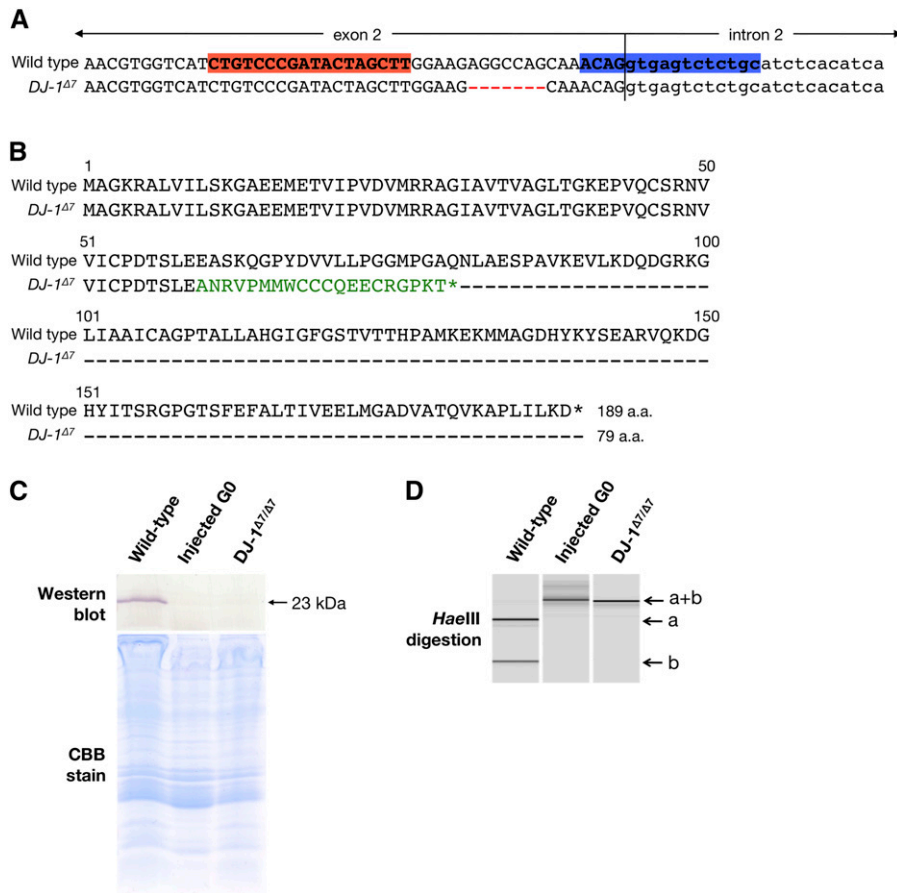 A
exon 2 intron 2
Wild type AACGTGGTCATCTGTCCCGATACTAGCTTGGAAGAGGCCAGCAAACAGgtgagtctctgcatctcacatca
DJ-1Δ7 AACGTGGTCATCTGTCCCGATACTAGCTTGGAAG-------CAAACAGgtgagtctctgcatctcacatca
B
1 50
Wild type MAGKRALVILSKGAEEMETVIPVDVMRRAGIAVTVAGLTGKEPVQCSRNV
DJ-1Δ7 MAGKRALVILSKGAEEMETVIPVDVMRRAGIAVTVAGLTGKEPVQCSRNV
51 100
Wild type VICPDTSLEEASKQGPYDVVLLPGGMPGAQNLAESPAVKEVLKDQDGRKG
DJ-1Δ7 VICPDTSLEANRVPMMWCCCQEECRGPKT*--------------------
101 150
Wild type LIAAICAGPTALLAHGIGFGSTVTTHPAMKEKMMAGDHYKYSEARVQKDG
DJ-1Δ7 --------------------------------------------------
151
Wild type HYITSRGPGTSFEFALTIVEELMGADVATQVKAPLILKD* 189 a.a.
DJ-1Δ7 ---------------------------------------- 79 a.a.
C
Wild-type Injected G0 DJ-1Δ7/Δ7
Western blot
23 kDa
CBB stain
D
Wild-type Injected G0 DJ-1Δ7/Δ7
HaeIII digestion
a+b
a
b